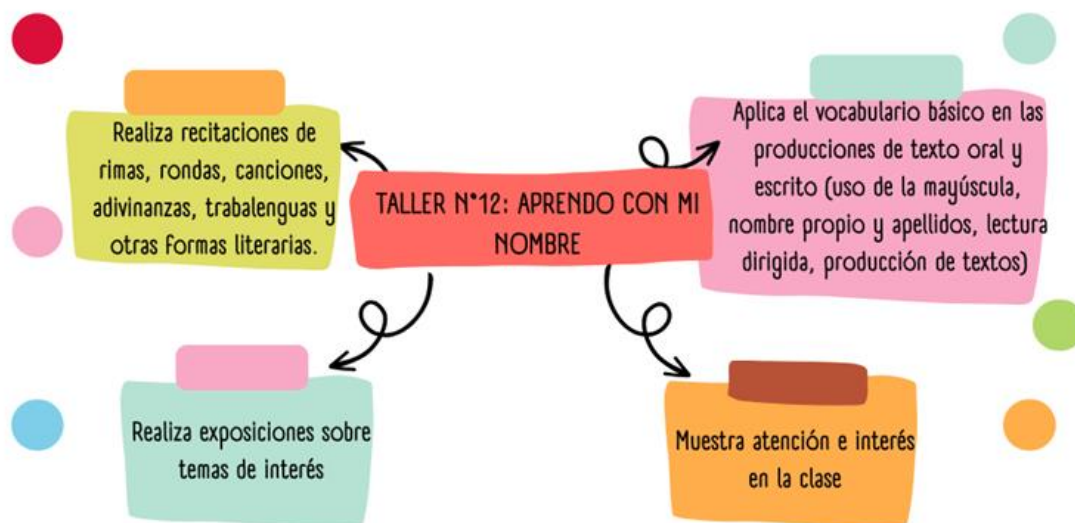 Realiza recitaciones de
rimas, rondas, canciones,
adivinanzas, trabalenguas y
otras formas literarias.
TALLER N°12: APRENDO CON MI
NOMBRE
Aplica el vocabulario básico en las
producciones de texto oral y
escrito (uso de la mayúscula,
nombre propio y apellidos, lectura
dirigida, producción de textos)
Realiza exposiciones sobre
temas de interés
Muestra atención e interés
en la clase